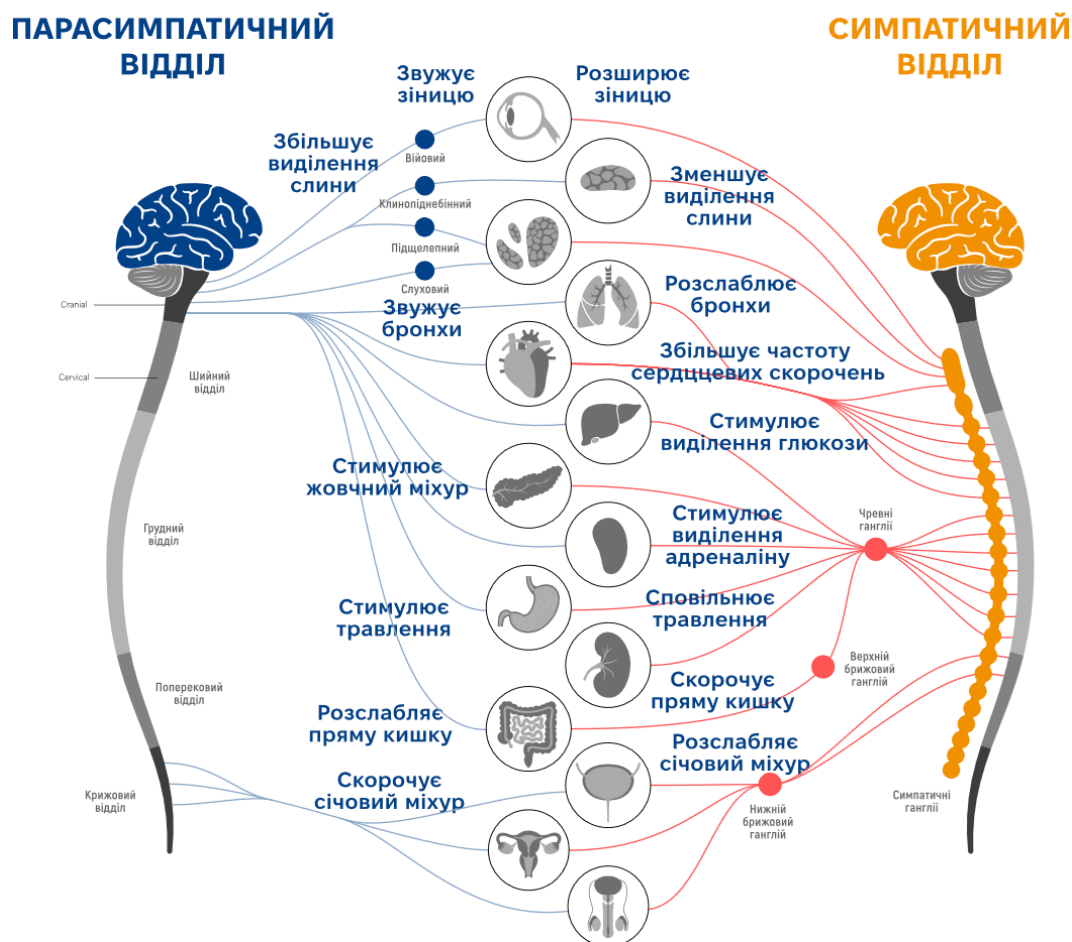 ПАРАСИМПАТИЧНИЙ
ВІДДІЛ
СИМПАТИЧНИЙ
ВІДДІЛ
Звужує
зіницю
Розширює
зіницю
Збільшує
виділення
слини
Війовий
Клинопіднебінний
Підщелепний
Слуховий
Зменшує
виділення
слини
Cranial
Звужує
бронхи
Розслаблює
бронхи
Cervical
Шийний
відділ
Збільшує частоту
сердццевих скорочень
Стимулює
виділення глюкози
Стимулює
жовчний міхур
Грудний
відділ
Стимулює
виділення
адреналіну
Чревні
ганглії
Стимулює
травлення
Сповільнює
травлення
Верхній
брижовий
ганглій
Поперековий
відділ
Скорочує
пряму кишку
Розслабляє
пряму кишку
Розслабляє
січовий міхур
Скорочує
січовий міхур
Крижовий
відділ
Нижній
брижовий
ганглій
Симпатичні
ганглії